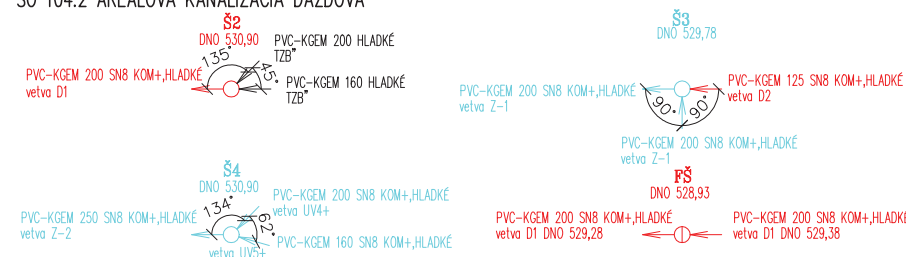 SO 104.2 AREÁLOVÁ KANALIZÁCIA DAŽĎOVÁ
Š2
DNO 530,90
PVC-KGEM 200 HLADKÉ
TZB"
135°
45°
PVC-KGEM 200 SN8 KOM+,HLADKÉ
vetva D1
PVC-KGEM 160 HLADKÉ
TZB"
Š3
DNO 529,78
PVC-KGEM 200 SN8 KOM+,HLADKÉ
vetva Z-1
PVC-KGEM 125 SN8 KOM+,HLADKÉ
vetva D2
90°
90°
PVC-KGEM 200 SN8 KOM+,HLADKÉ
vetva Z-1
Š4
DNO 530,90
PVC-KGEM 200 SN8 KOM+,HLADKÉ
vetva UV4+
134°
62°
PVC-KGEM 250 SN8 KOM+,HLADKÉ
vetva Z-2
PVC-KGEM 160 SN8 KOM+,HLADKÉ
vetva UV5+
FŠ
DNO 528,93
PVC-KGEM 200 SN8 KOM+,HLADKÉ
vetva D1 DNO 529,28
PVC-KGEM 200 SN8 KOM+,HLADKÉ
vetva D1 DNO 529,38